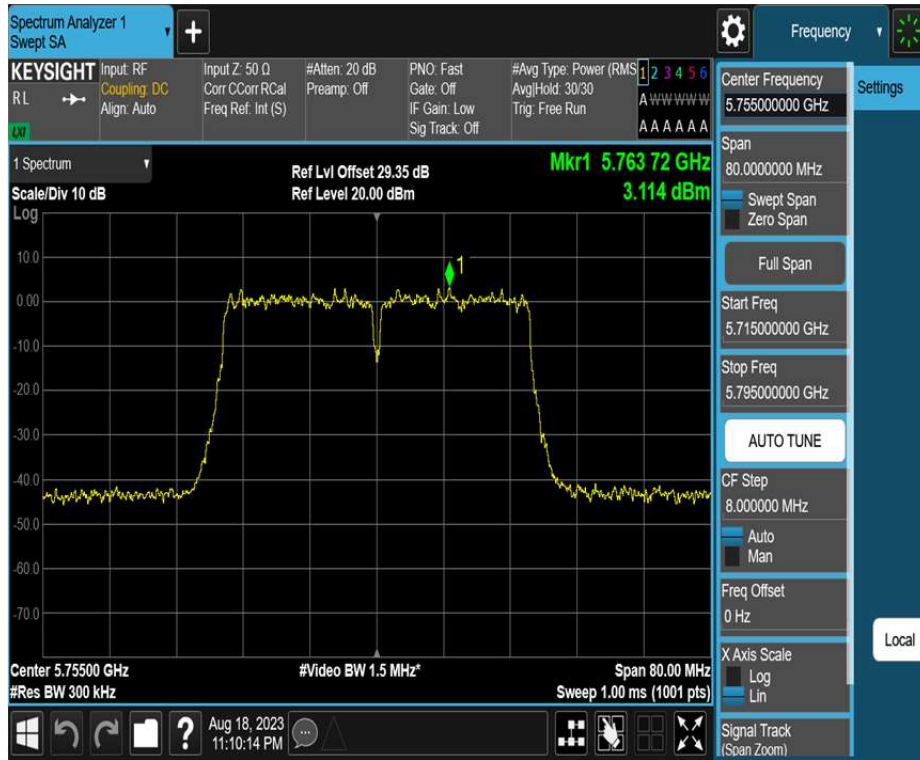 Spectrum Analyzer 1
Swept SA
+
Frequency
KEYSIGHT
R L
LXI
Input: RF
Coupling: DC
Align: Auto
Input Z: 50 Ω
Corr CCorr RCal
Freq Ref: Int (S)
#Atten: 20 dB
Preamp: Off
PNO: Fast
Gate: Off
IF Gain: Low
Sig Track: Off
#Avg Type: Power (RMS
Avg|Hold: 30/30
Trig: Free Run
1 2 3 4 5 6
A W W W W W
A A A A A A
1 Spectrum
Scale/Div 10 dB
Log
Ref Lvl Offset 29.35 dB
Ref Level 20.00 dBm
Mkr1 5.763 72 GHz
3.114 dBm
10.0
0.00
-10.0
-20.0
-30.0
-40.0
-50.0
-60.0
-70.0
1
Center 5.75500 GHz
#Res BW 300 kHz
#Video BW 1.5 MHz*
Span 80.00 MHz
Sweep 1.00 ms (1001 pts)
?
Aug 18, 2023
11:10:14 PM
Center Frequency
5.755000000 GHz
Span
80.0000000 MHz
Swept Span
Zero Span
Full Span
Start Freq
5.715000000 GHz
Stop Freq
5.795000000 GHz
AUTO TUNE
CF Step
8.000000 MHz
Auto
Man
Freq Offset
0 Hz
X Axis Scale
Log
Lin
Signal Track
(Span Zoom)
Settings
Local